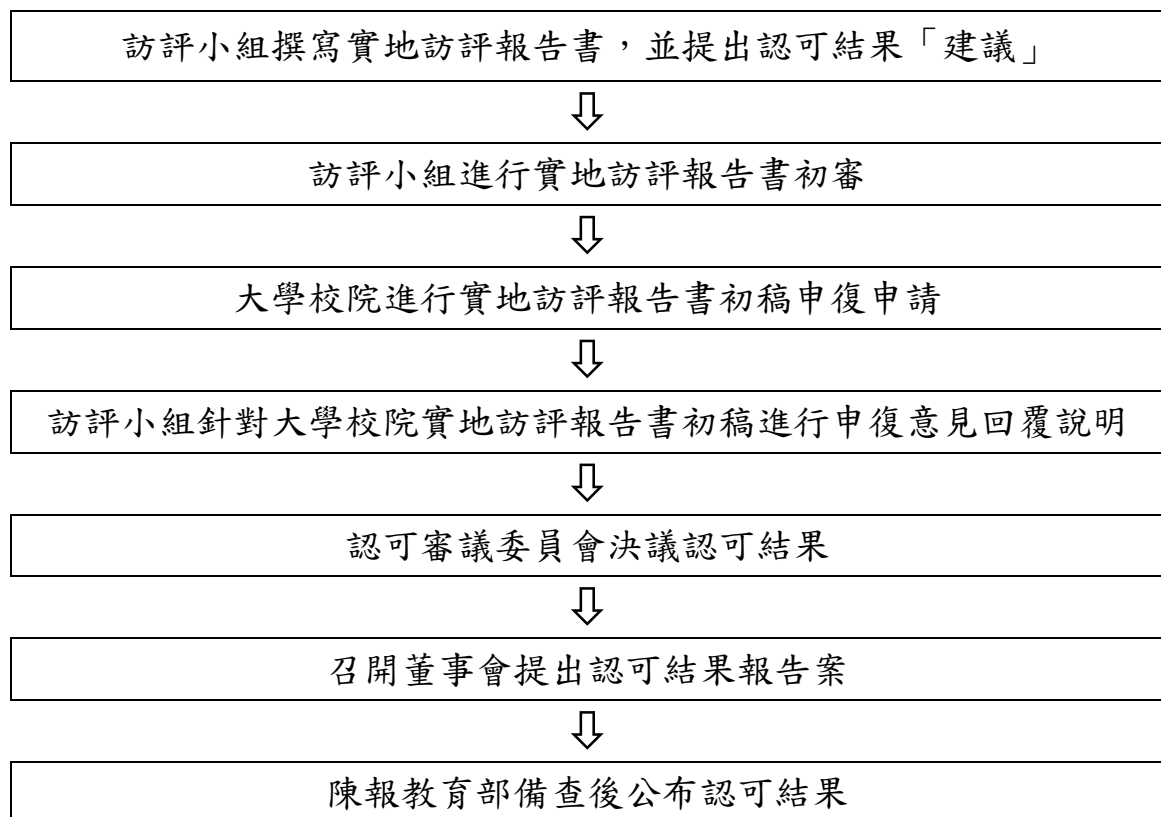 訪評小組撰寫實地訪評報告書，並提出認可結果「建議」
訪評小組進行實地訪評報告書初審
大學校院進行實地訪評報告書初稿申復申請
訪評小組針對大學校院實地訪評報告書初稿進行申復意見回覆說明
認可審議委員會決議認可結果
召開董事會提出認可結果報告案
陳報教育部備查後公布認可結果